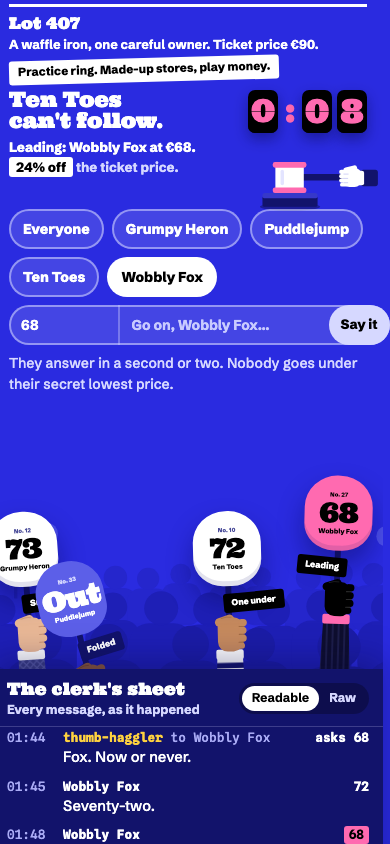 Lot 407
A waffle iron, one careful owner. Ticket price €90.
Practice ring. Made-up stores, play money.
Ten Toes
can't follow.
0:08
Leading: Wobbly Fox at €68.
24% off the ticket price.
Everyone
Grumpy Heron
Puddlejump
Ten Toes
Wobbly Fox
68
Go on, Wobbly Fox...
Say it
They answer in a second or two. Nobody goes under
their secret lowest price.
No. 27
68
Wobbly Fox
Leading
No. 12
73
Grumpy Heron
No. 10
72
Ten Toes
One under
No. 33
Out
Puddlejump
Folded
The clerk's sheet
Every message, as it happened
Readable
Raw
01:44 thumb-haggler to Wobbly Fox asks 68
Fox. Now or never.
01:45 Wobbly Fox 72
Seventy-two.
01:48 Wobbly Fox 68